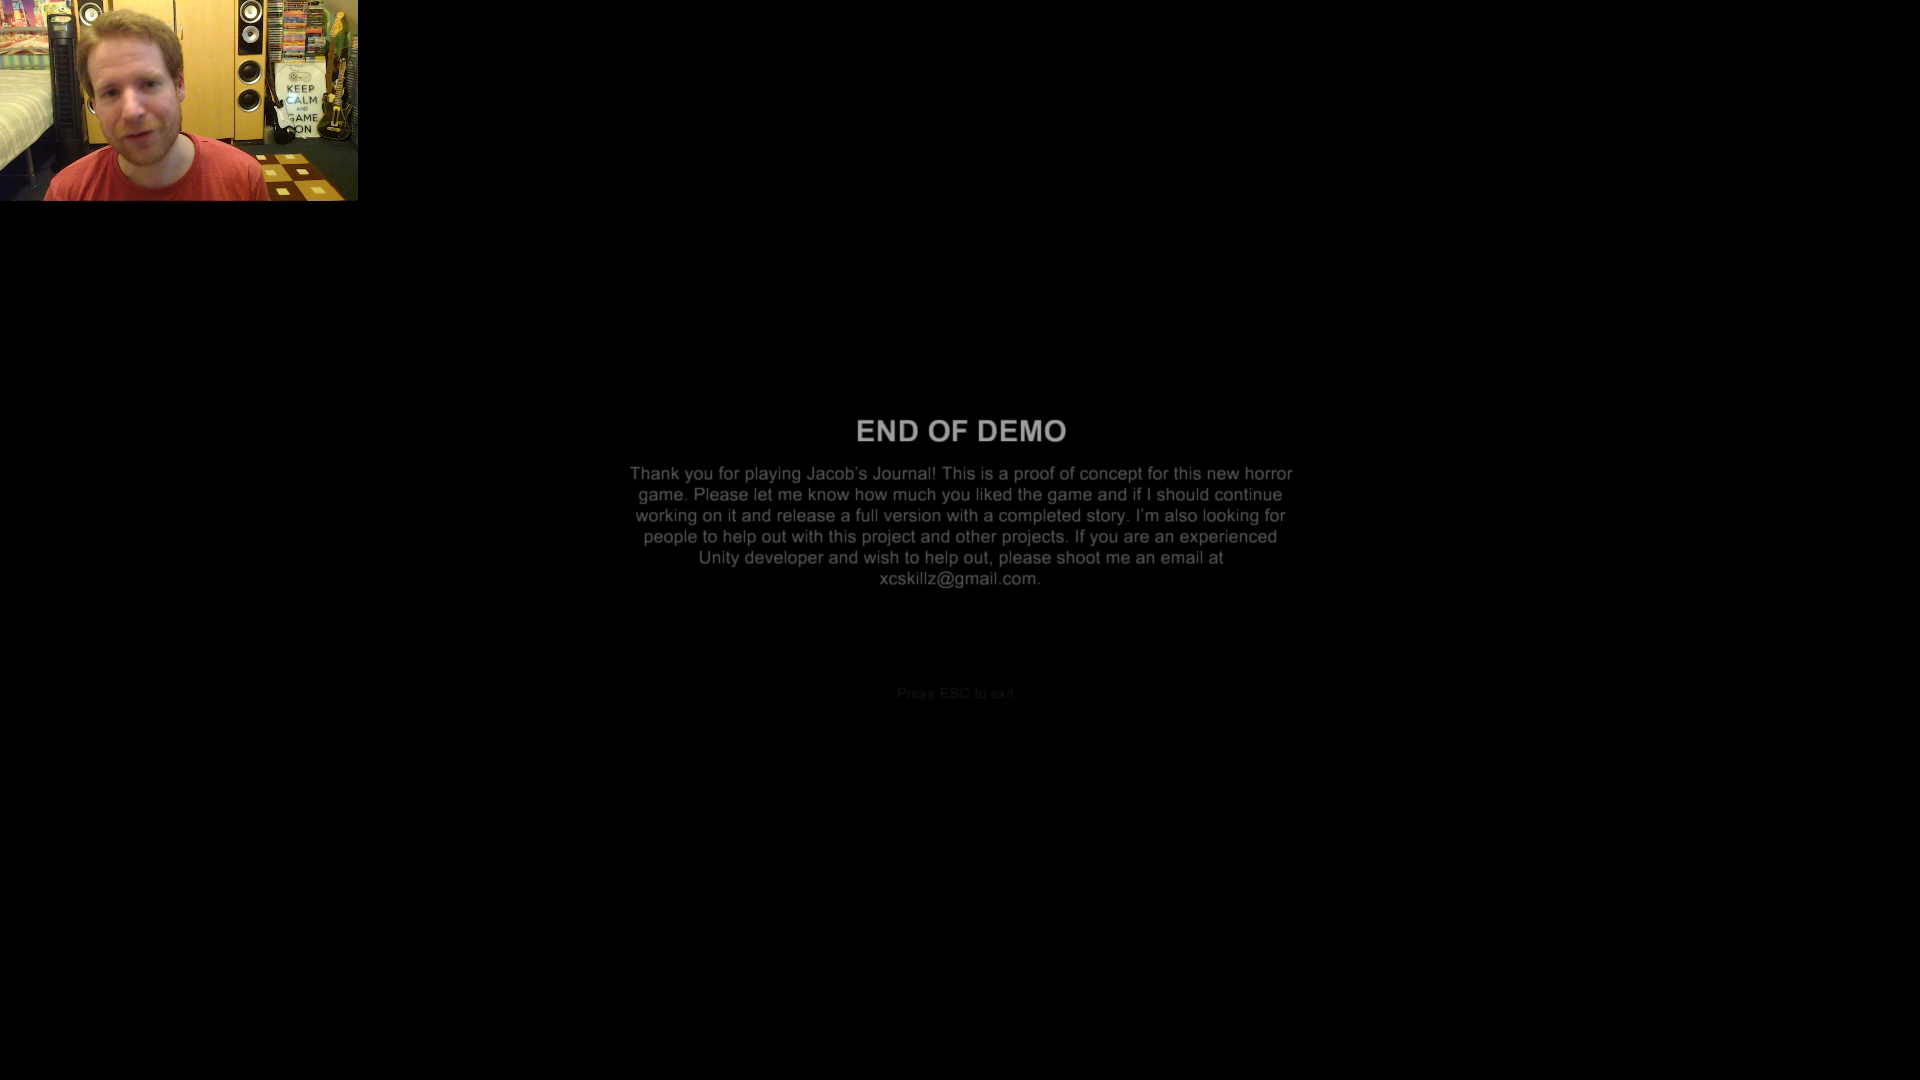 KEEP
CALM
AND
GAME
ON
END OF DEMO
Thank you for playing Jacob's Journal! This is a proof of concept for this new horror
game. Please let me know how much you liked the game and if I should continue
working on it and release a full version with a completed story. I'm also looking for
people to help out with this project and other projects. If you are an experienced
Unity developer and wish to help out, please shoot me an email at
xcskillz@gmail.com.
Press ESC to exit